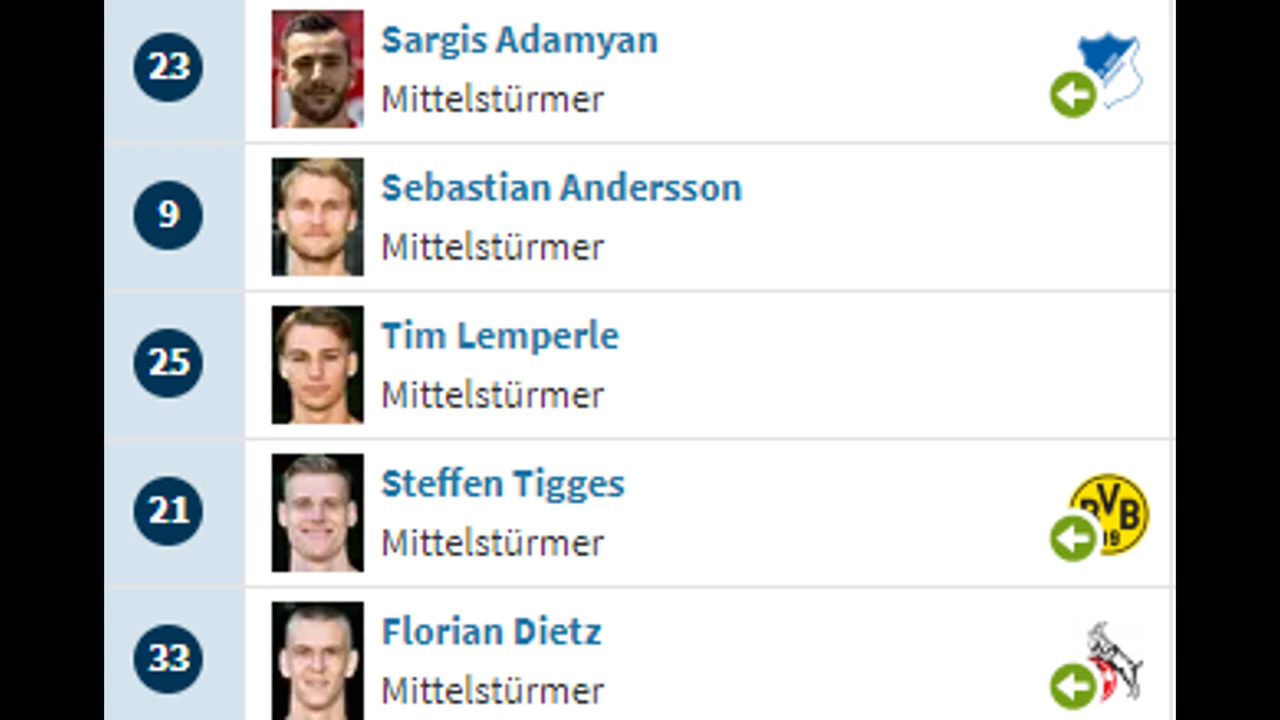 23
Sargis Adamyan
Mittelstürmer
9
Sebastian Andersson
Mittelstürmer
25
Tim Lemperle
Mittelstürmer
21
Steffen Tigges
Mittelstürmer
BVB
09
33
Florian Dietz
Mittelstürmer